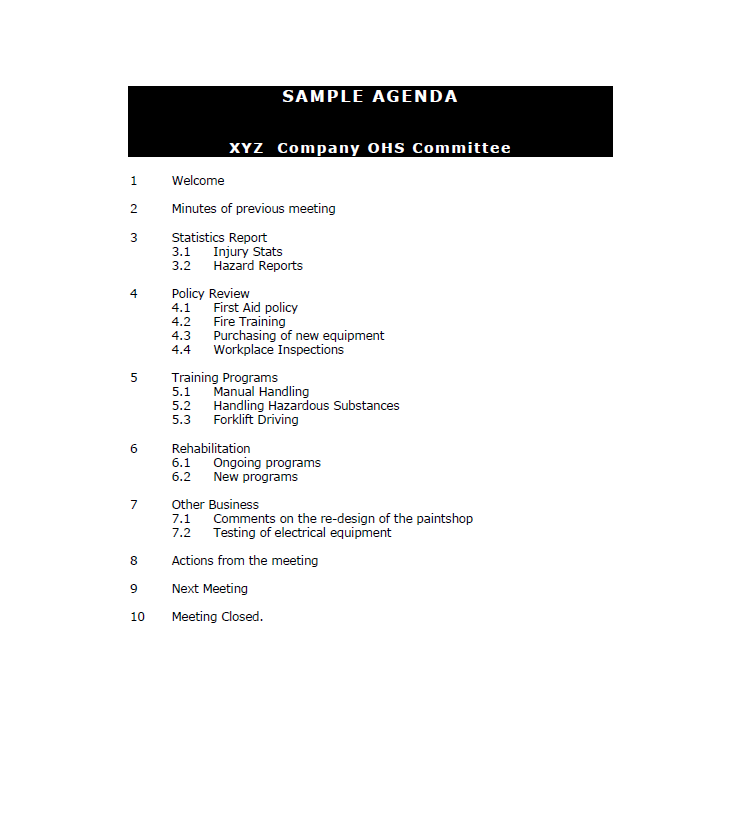 SAMPLE AGENDA
XYZ  Company OHS Committee
1 Welcome
2 Minutes of previous meeting
3 Statistics Report
3.1 Injury Stats
3.2 Hazard Reports
4 Policy Review
4.1 First Aid policy
4.2 Fire Training
4.3 Purchasing of new equipment
4.4 Workplace Inspections
5 Training Programs
5.1 Manual Handling
5.2 Handling Hazardous Substances
5.3 Forklift Driving
6 Rehabilitation
6.1 Ongoing programs
6.2 New programs
7 Other Business
7.1 Comments on the re-design of the paintshop
7.2 Testing of electrical equipment
8 Actions from the meeting
9 Next Meeting
10 Meeting Closed.